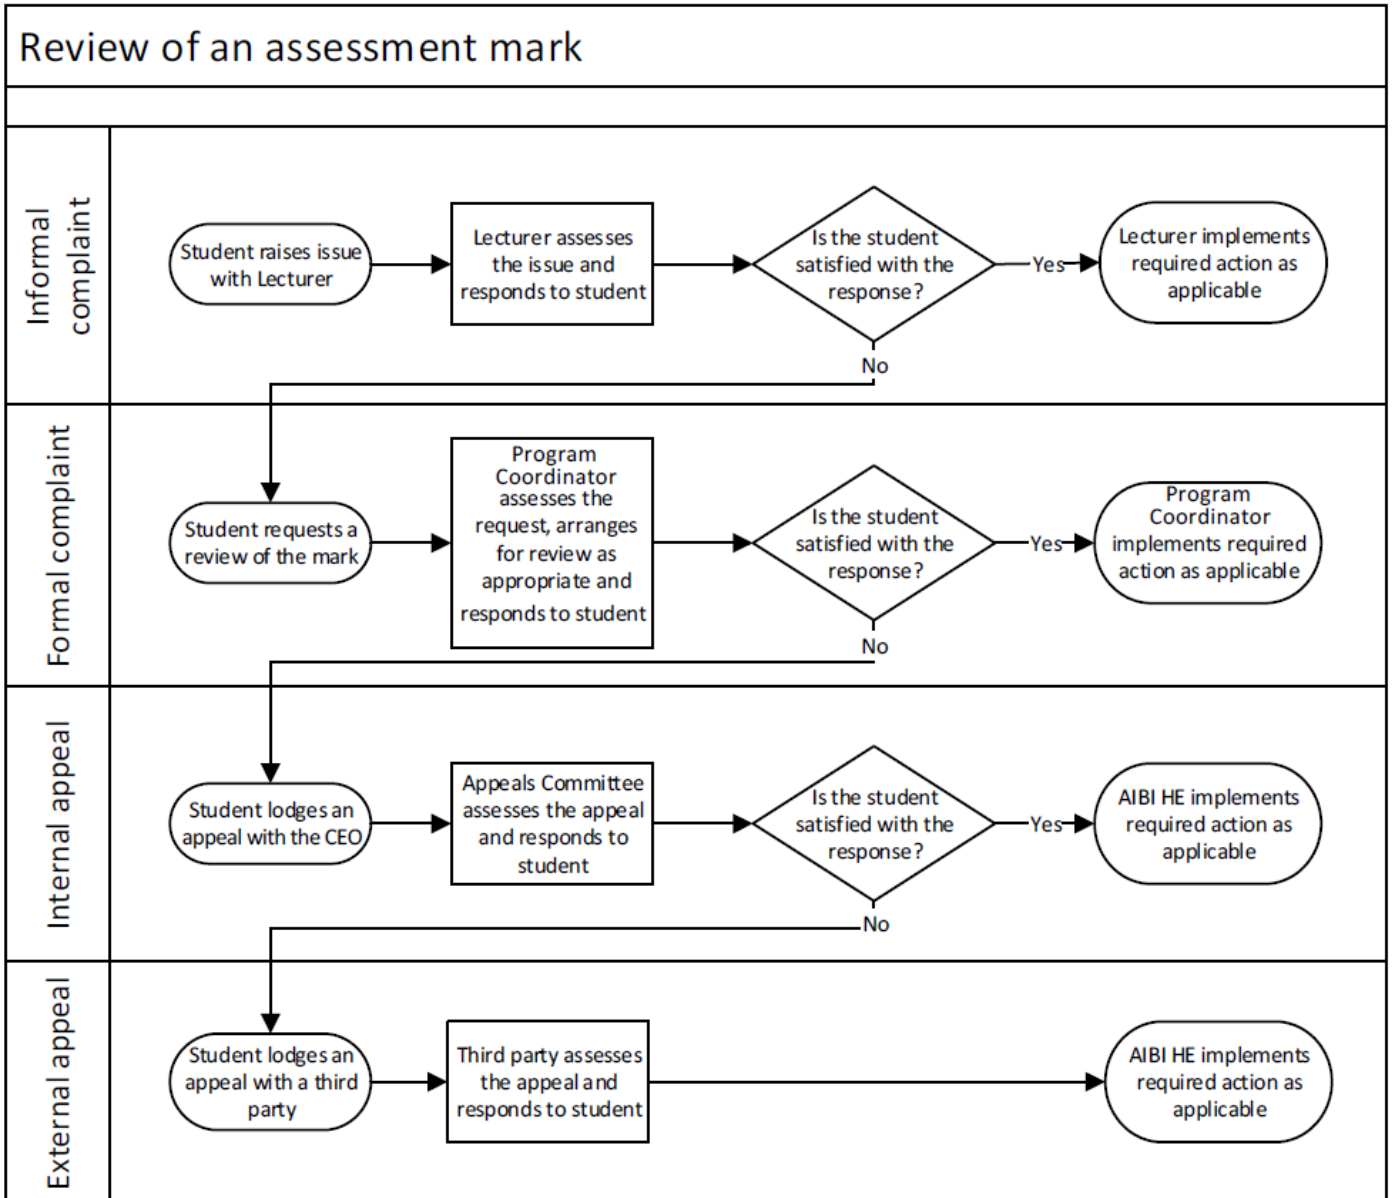 Review of an assessment mark
Informal
complaint
Student raises issue
with Lecturer
Lecturer assesses
the issue and
responds to student
Is the student
satisfied with the
response?
Yes
Lecturer implements
required action as
applicable
No
Formal complaint
Student requests a
review of the mark
Program
Coordinator
assesses the
request, arranges
for review as
appropriate and
responds to student
Is the student
satisfied with the
response?
Yes
Program
Coordinator
implements required
action as applicable
No
Internal appeal
Student lodges an
appeal with the CEO
Appeals Committee
assesses the appeal
and responds to
student
Is the student
satisfied with the
response?
Yes
AIBI HE implements
required action as
applicable
No
External appeal
Student lodges an
appeal with a third
party
Third party assesses
the appeal and
responds to student
AIBI HE implements
required action as
applicable